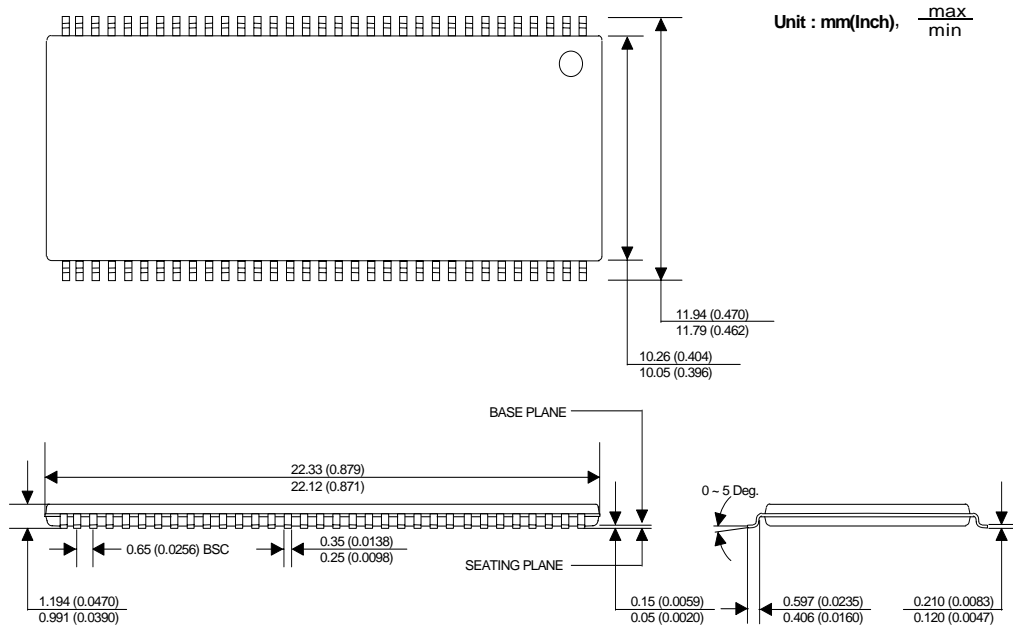 Unit : mm(Inch), max
min
11.94 (0.470)
11.79 (0.462)
10.26 (0.404)
10.05 (0.396)
BASE PLANE
22.33 (0.879)
22.12 (0.871)
0 ~ 5 Deg.
0.65 (0.0256) BSC
0.35 (0.0138)
0.25 (0.0098)
SEATING PLANE
1.194 (0.0470)
0.991 (0.0390)
0.15 (0.0059)
0.05 (0.0020)
0.597 (0.0235)
0.406 (0.0160)
0.210 (0.0083)
0.120 (0.0047)